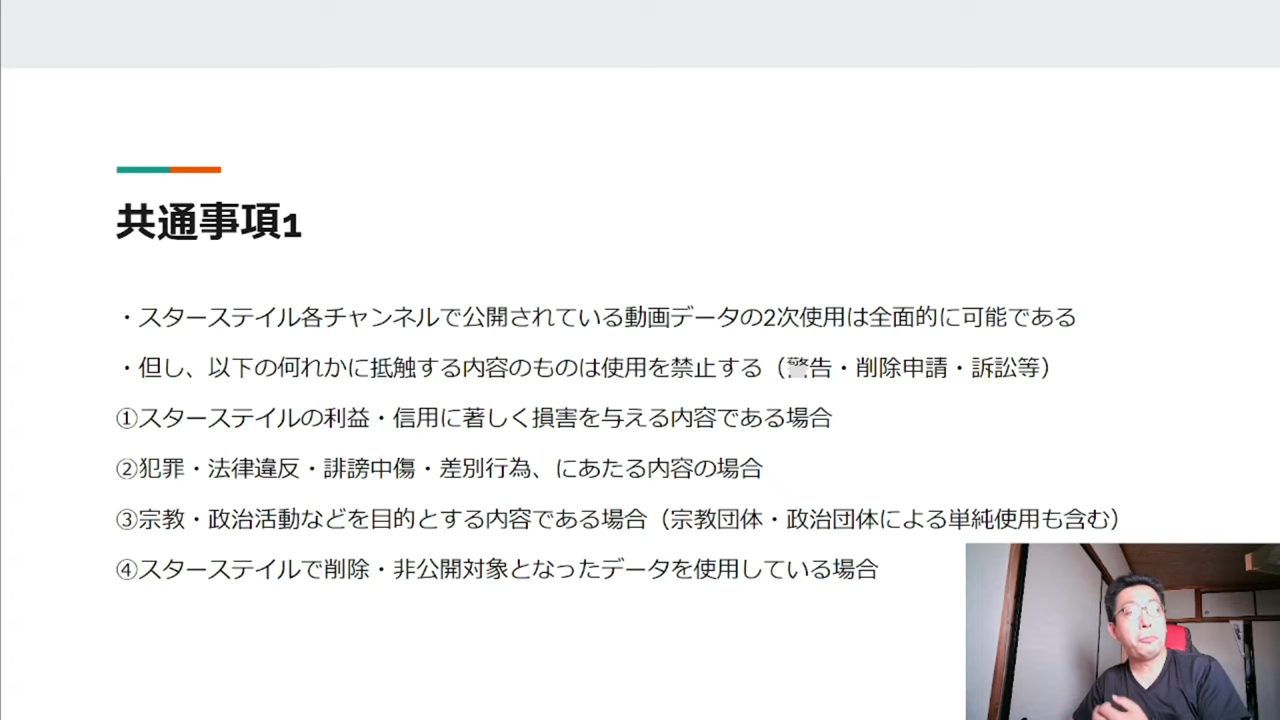 共通事項1
・スターステイル各チャンネルで公開されている動画データの2次使用は全面的に可能である
・但し、以下の何れかに抵触する内容のものは使用を禁止する（警告・削除申請・訴訟等）
①スターステイルの利益・信用に著しく損害を与える内容である場合
②犯罪・法律違反・誹謗中傷・差別行為、にあたる内容の場合
③宗教・政治活動などを目的とする内容である場合（宗教団体・政治団体による単純使用も含む）
④スターステイルで削除・非公開対象となったデータを使用している場合